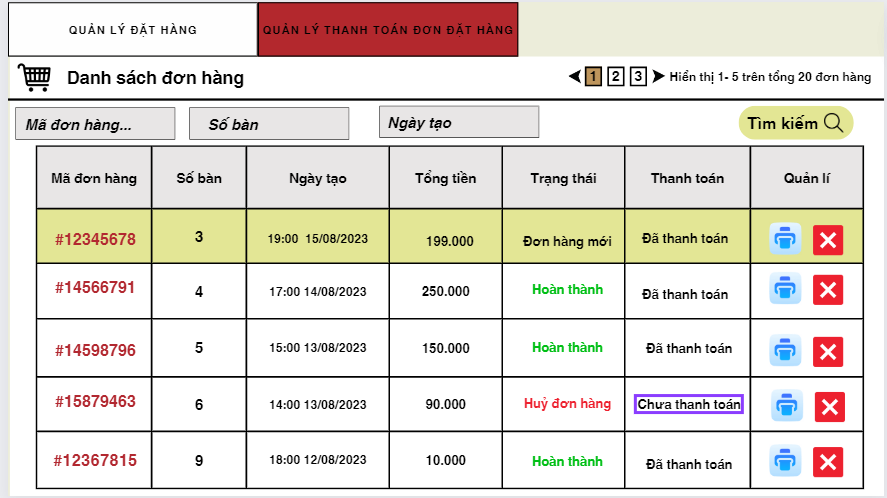 QUẢN LÝ ĐẶT HÀNG QUẢN LÝ THANH TOÁN ĐƠN ĐẶT HÀNG
Danh sách đơn hàng 1 2 3 Hiển thị 1- 5 trên tổng 20 đơn hàng
Mã đơn hàng... Số bàn Ngày tạo Tìm kiếm
Mã đơn hàng Số bàn Ngày tạo Tổng tiền Trạng thái Thanh toán Quản lí
#12345678 3 19:00 15/08/2023 199.000 Đơn hàng mới Đã thanh toán
#14566791 4 17:00 14/08/2023 250.000 Hoàn thành Đã thanh toán
#14598796 5 15:00 13/08/2023 150.000 Hoàn thành Đã thanh toán
#15879463 6 14:00 13/08/2023 90.000 Huỷ đơn hàng Chưa thanh toán
#12367815 9 18:00 12/08/2023 10.000 Hoàn thành Đã thanh toán